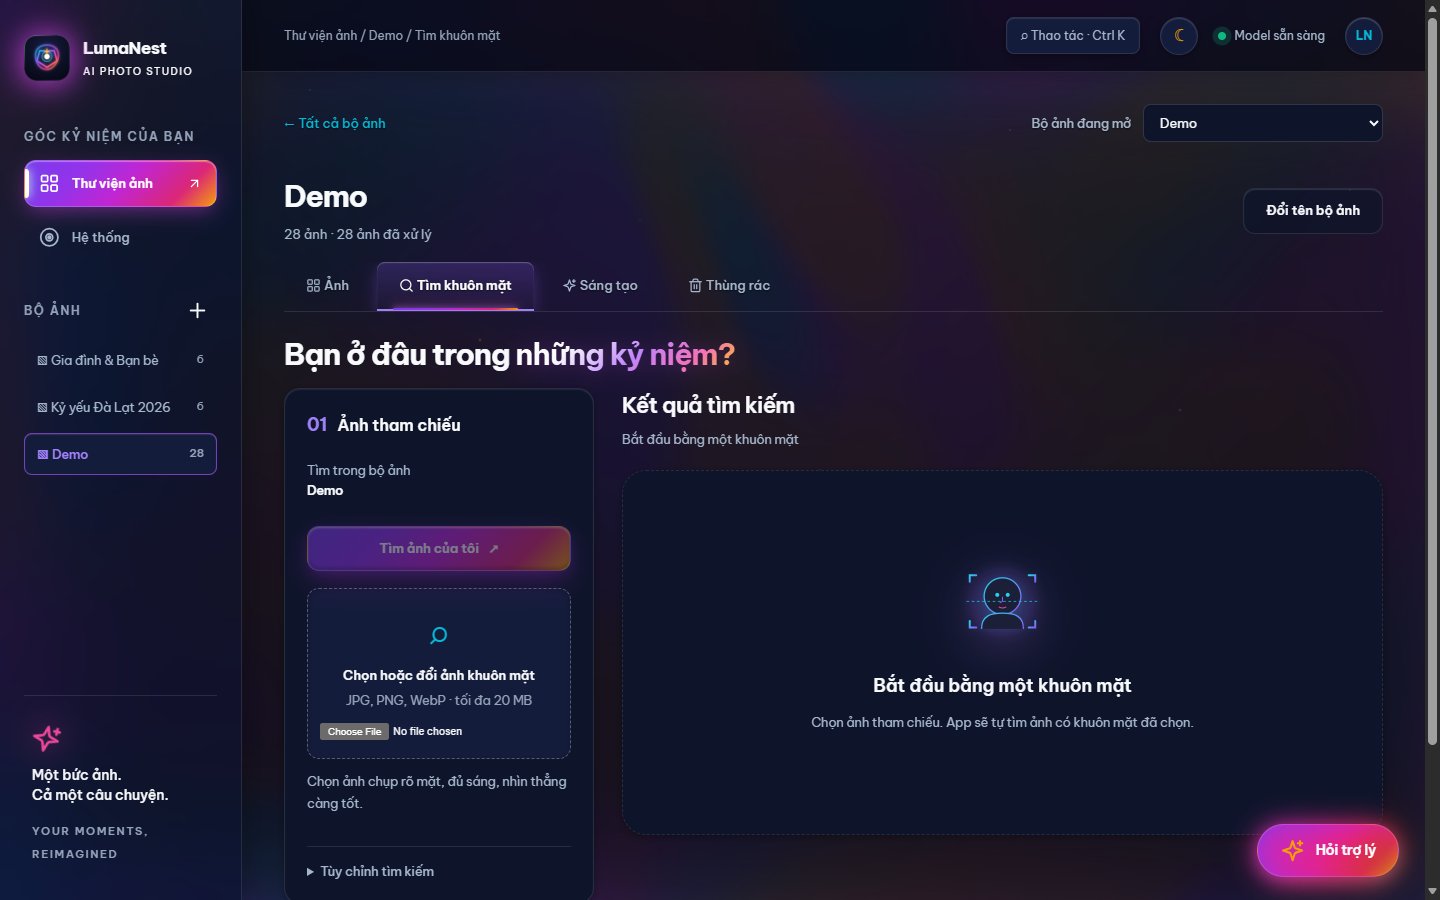 LumaNest
AI PHOTO STUDIO
GÓC KỶ NIỆM CỦA BẠN
Thư viện ảnh
Hệ thống
BỘ ẢNH
Gia đình & Bạn bè 6
Kỷ yếu Đà Lạt 2026 6
Demo 28
Một bức ảnh.
Cả một câu chuyện.
YOUR MOMENTS,
REIMAGINED
Thư viện ảnh / Demo / Tìm khuôn mặt
Thao tác · Ctrl K
Model sẵn sàng
LN
← Tất cả bộ ảnh
Bộ ảnh đang mở
Demo
Demo
28 ảnh · 28 ảnh đã xử lý
Đổi tên bộ ảnh
Ảnh
Tìm khuôn mặt
Sáng tạo
Thùng rác
Bạn ở đâu trong những kỷ niệm?
01 Ảnh tham chiếu
Tìm trong bộ ảnh
Demo
Tìm ảnh của tôi ↗
Chọn hoặc đổi ảnh khuôn mặt
JPG, PNG, WebP · tối đa 20 MB
Choose File No file chosen
Chọn ảnh chụp rõ mặt, đủ sáng, nhìn thẳng
càng tốt.
Tùy chỉnh tìm kiếm
Kết quả tìm kiếm
Bắt đầu bằng một khuôn mặt
Bắt đầu bằng một khuôn mặt
Chọn ảnh tham chiếu. App sẽ tự tìm ảnh có khuôn mặt đã chọn.
Hỏi trợ lý